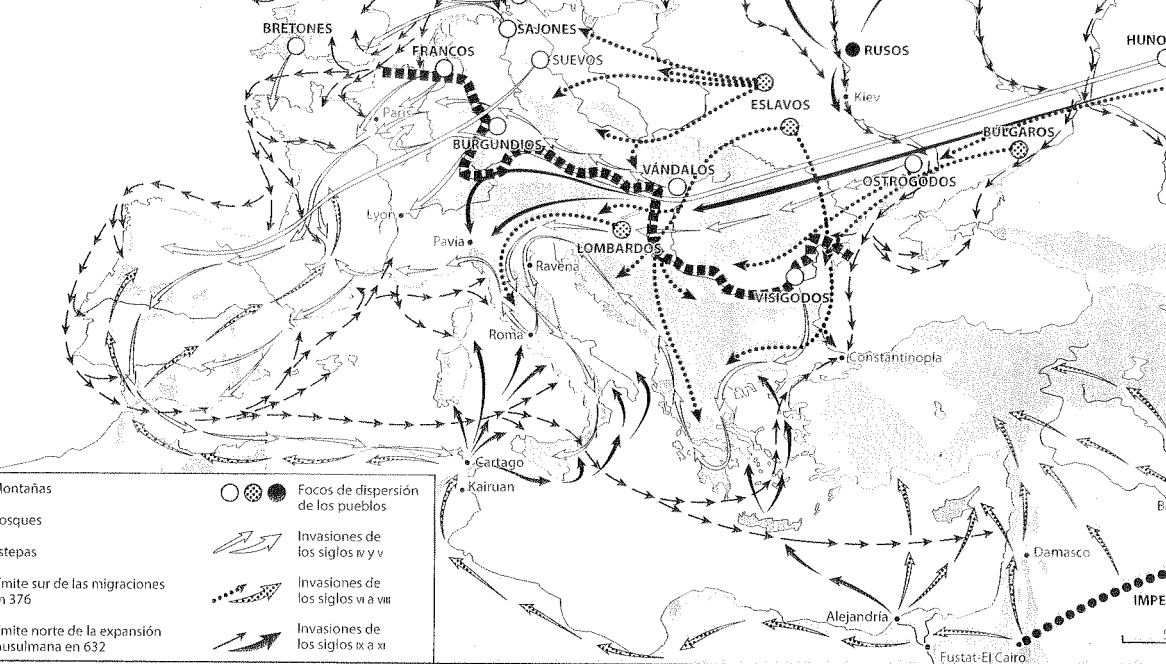 BRETONES
SAJONES
FRANCOS
SUEVOS
RUSOS
HUNO
ESLAVOS
Kiev
París
BURGUNDIOS
BÚLGAROS
VÁNDALOS
OSTROGODOS
Lyon
Pavía
LOMBARDOS
Ravena
VISIGODOS
Roma
Constantinopla
Cartago
Kairuan
Damasco
IMPE
Alejandría
Fustat-El Cairo
Montañas
osques
stepas
ímite sur de las migraciones
n 376
ímite norte de la expansión
usulmana en 632
Focos de dispersión
de los pueblos
Invasiones de
los siglos IV y V
Invasiones de
los siglos VI a VIII
Invasiones de
los siglos IX a XI